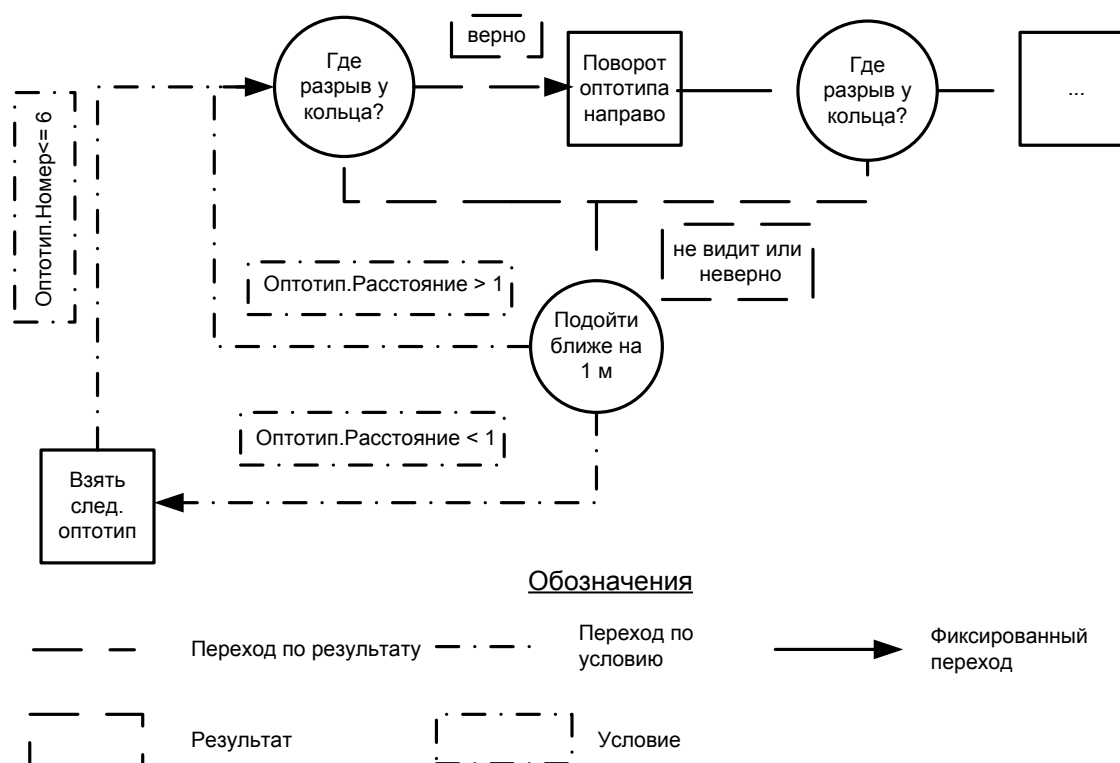 верно
Где
разрыв у
кольца?
Поворот
оптотипа
направо
Где
разрыв у
кольца?
...
Оптотип.Номер<= 6
не видит или
неверно
Оптотип.Расстояние > 1
Подойти
ближе на
1 м
Оптотип.Расстояние < 1
Взять
след.
оптотип
Обозначения
Переход по результату
Переход по
условию
Фиксированный
переход
Результат
Условие